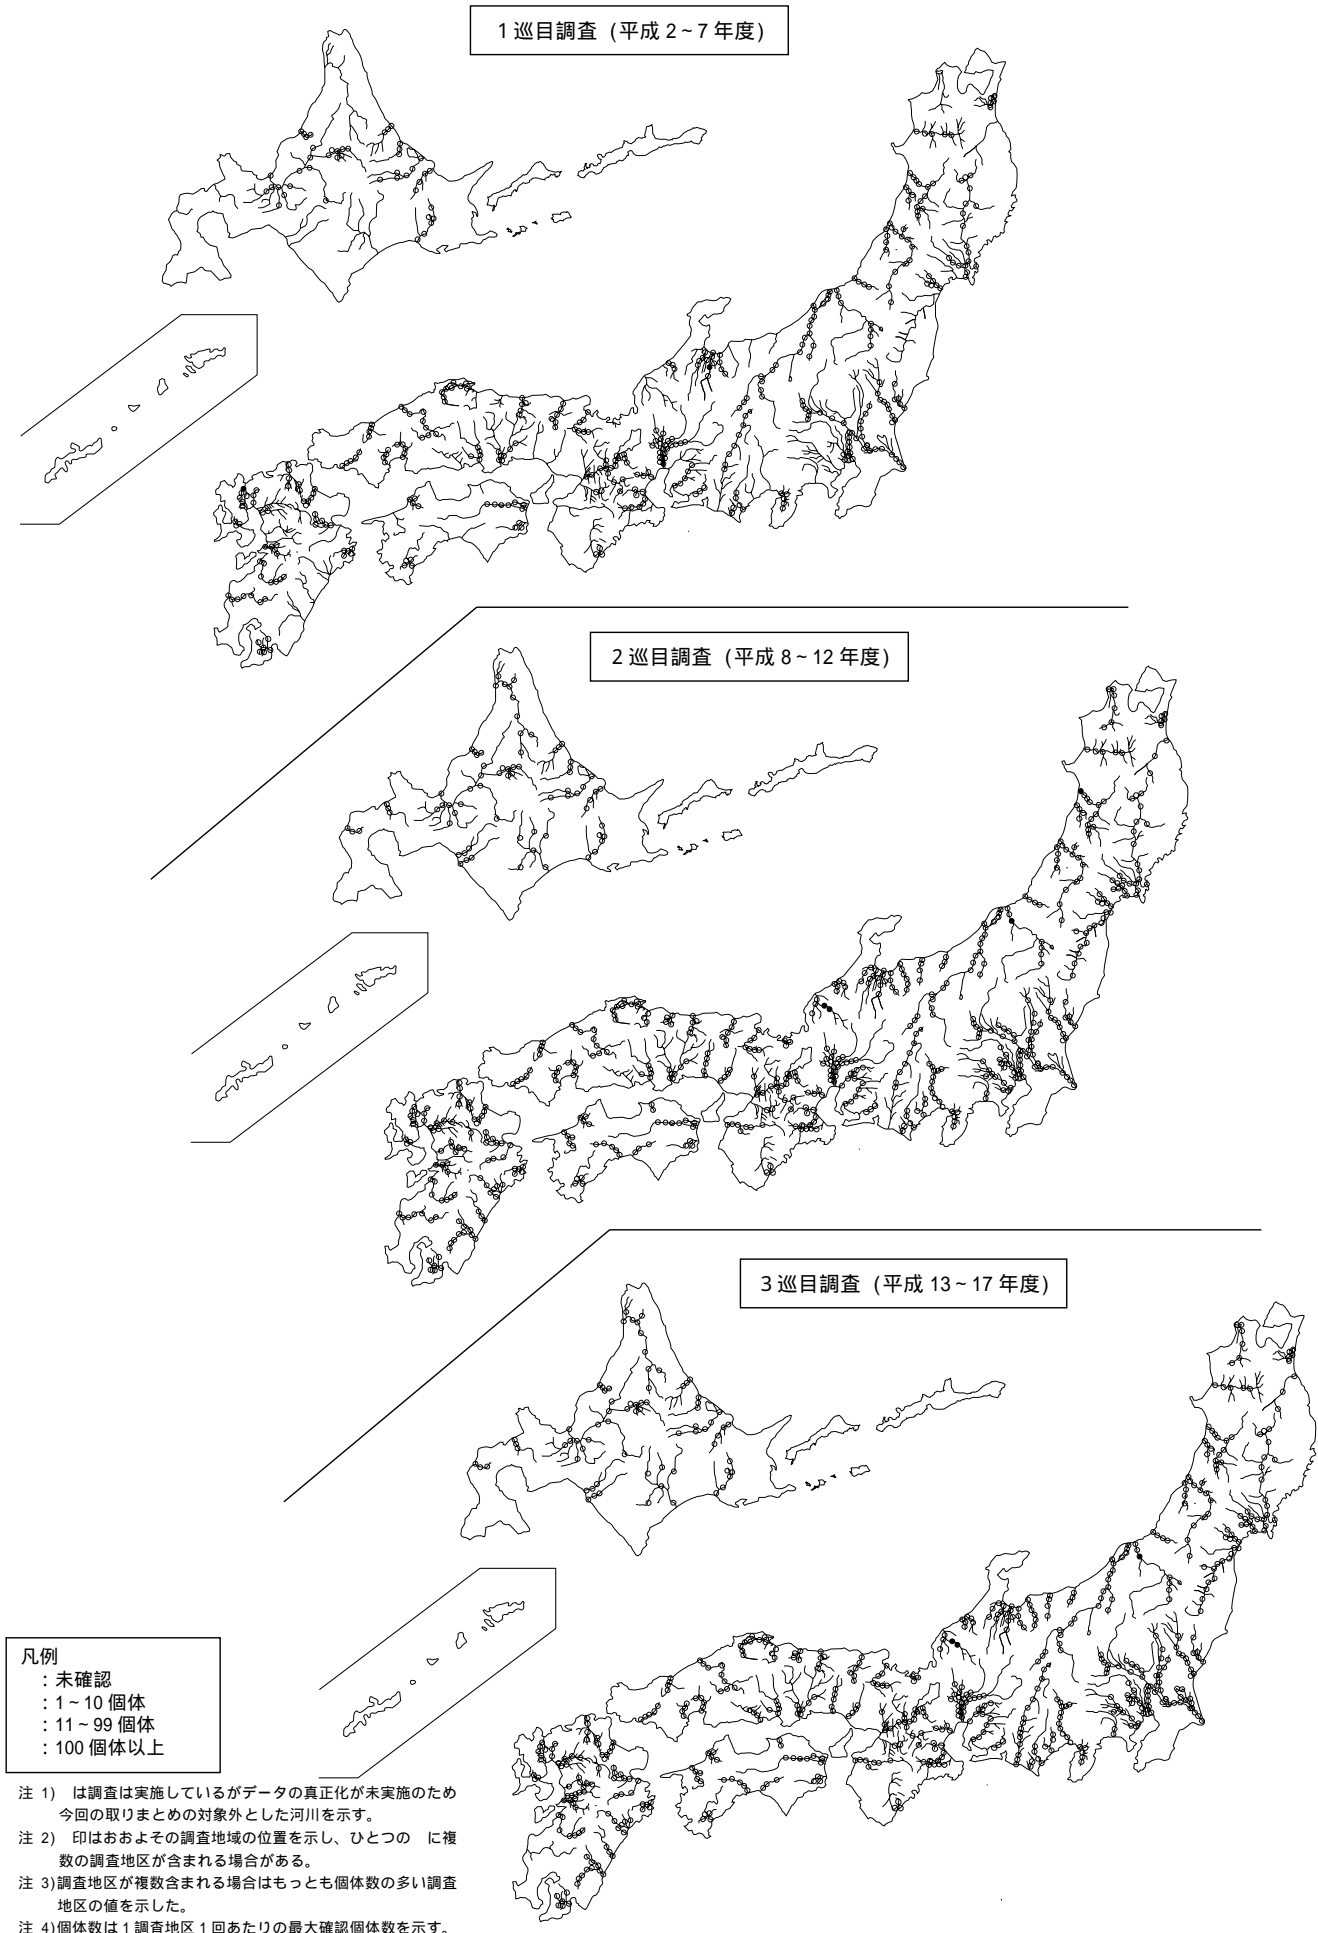 1巡目調査 (平成 2~7 年度)
2巡目調査 (平成 8~12 年度)
3巡目調査 (平成 13~17 年度)
凡例
：未確認
：1~10 個体
：11~99 個体
：100 個体以上
注 1) は調査は実施しているがデータの真正化が未実施のため
今回の取りまとめの対象外とした河川を示す。
注 2) 印はおおよその調査地域の位置を示し、ひとつの に複
数の調査地区が含まれる場合がある。
注 3)調査地区が複数含まれる場合はもっとも個体数の多い調査
地区の値を示した。
注 4)個体数は1調査地区1回あたりの最大確認個体数を示す。